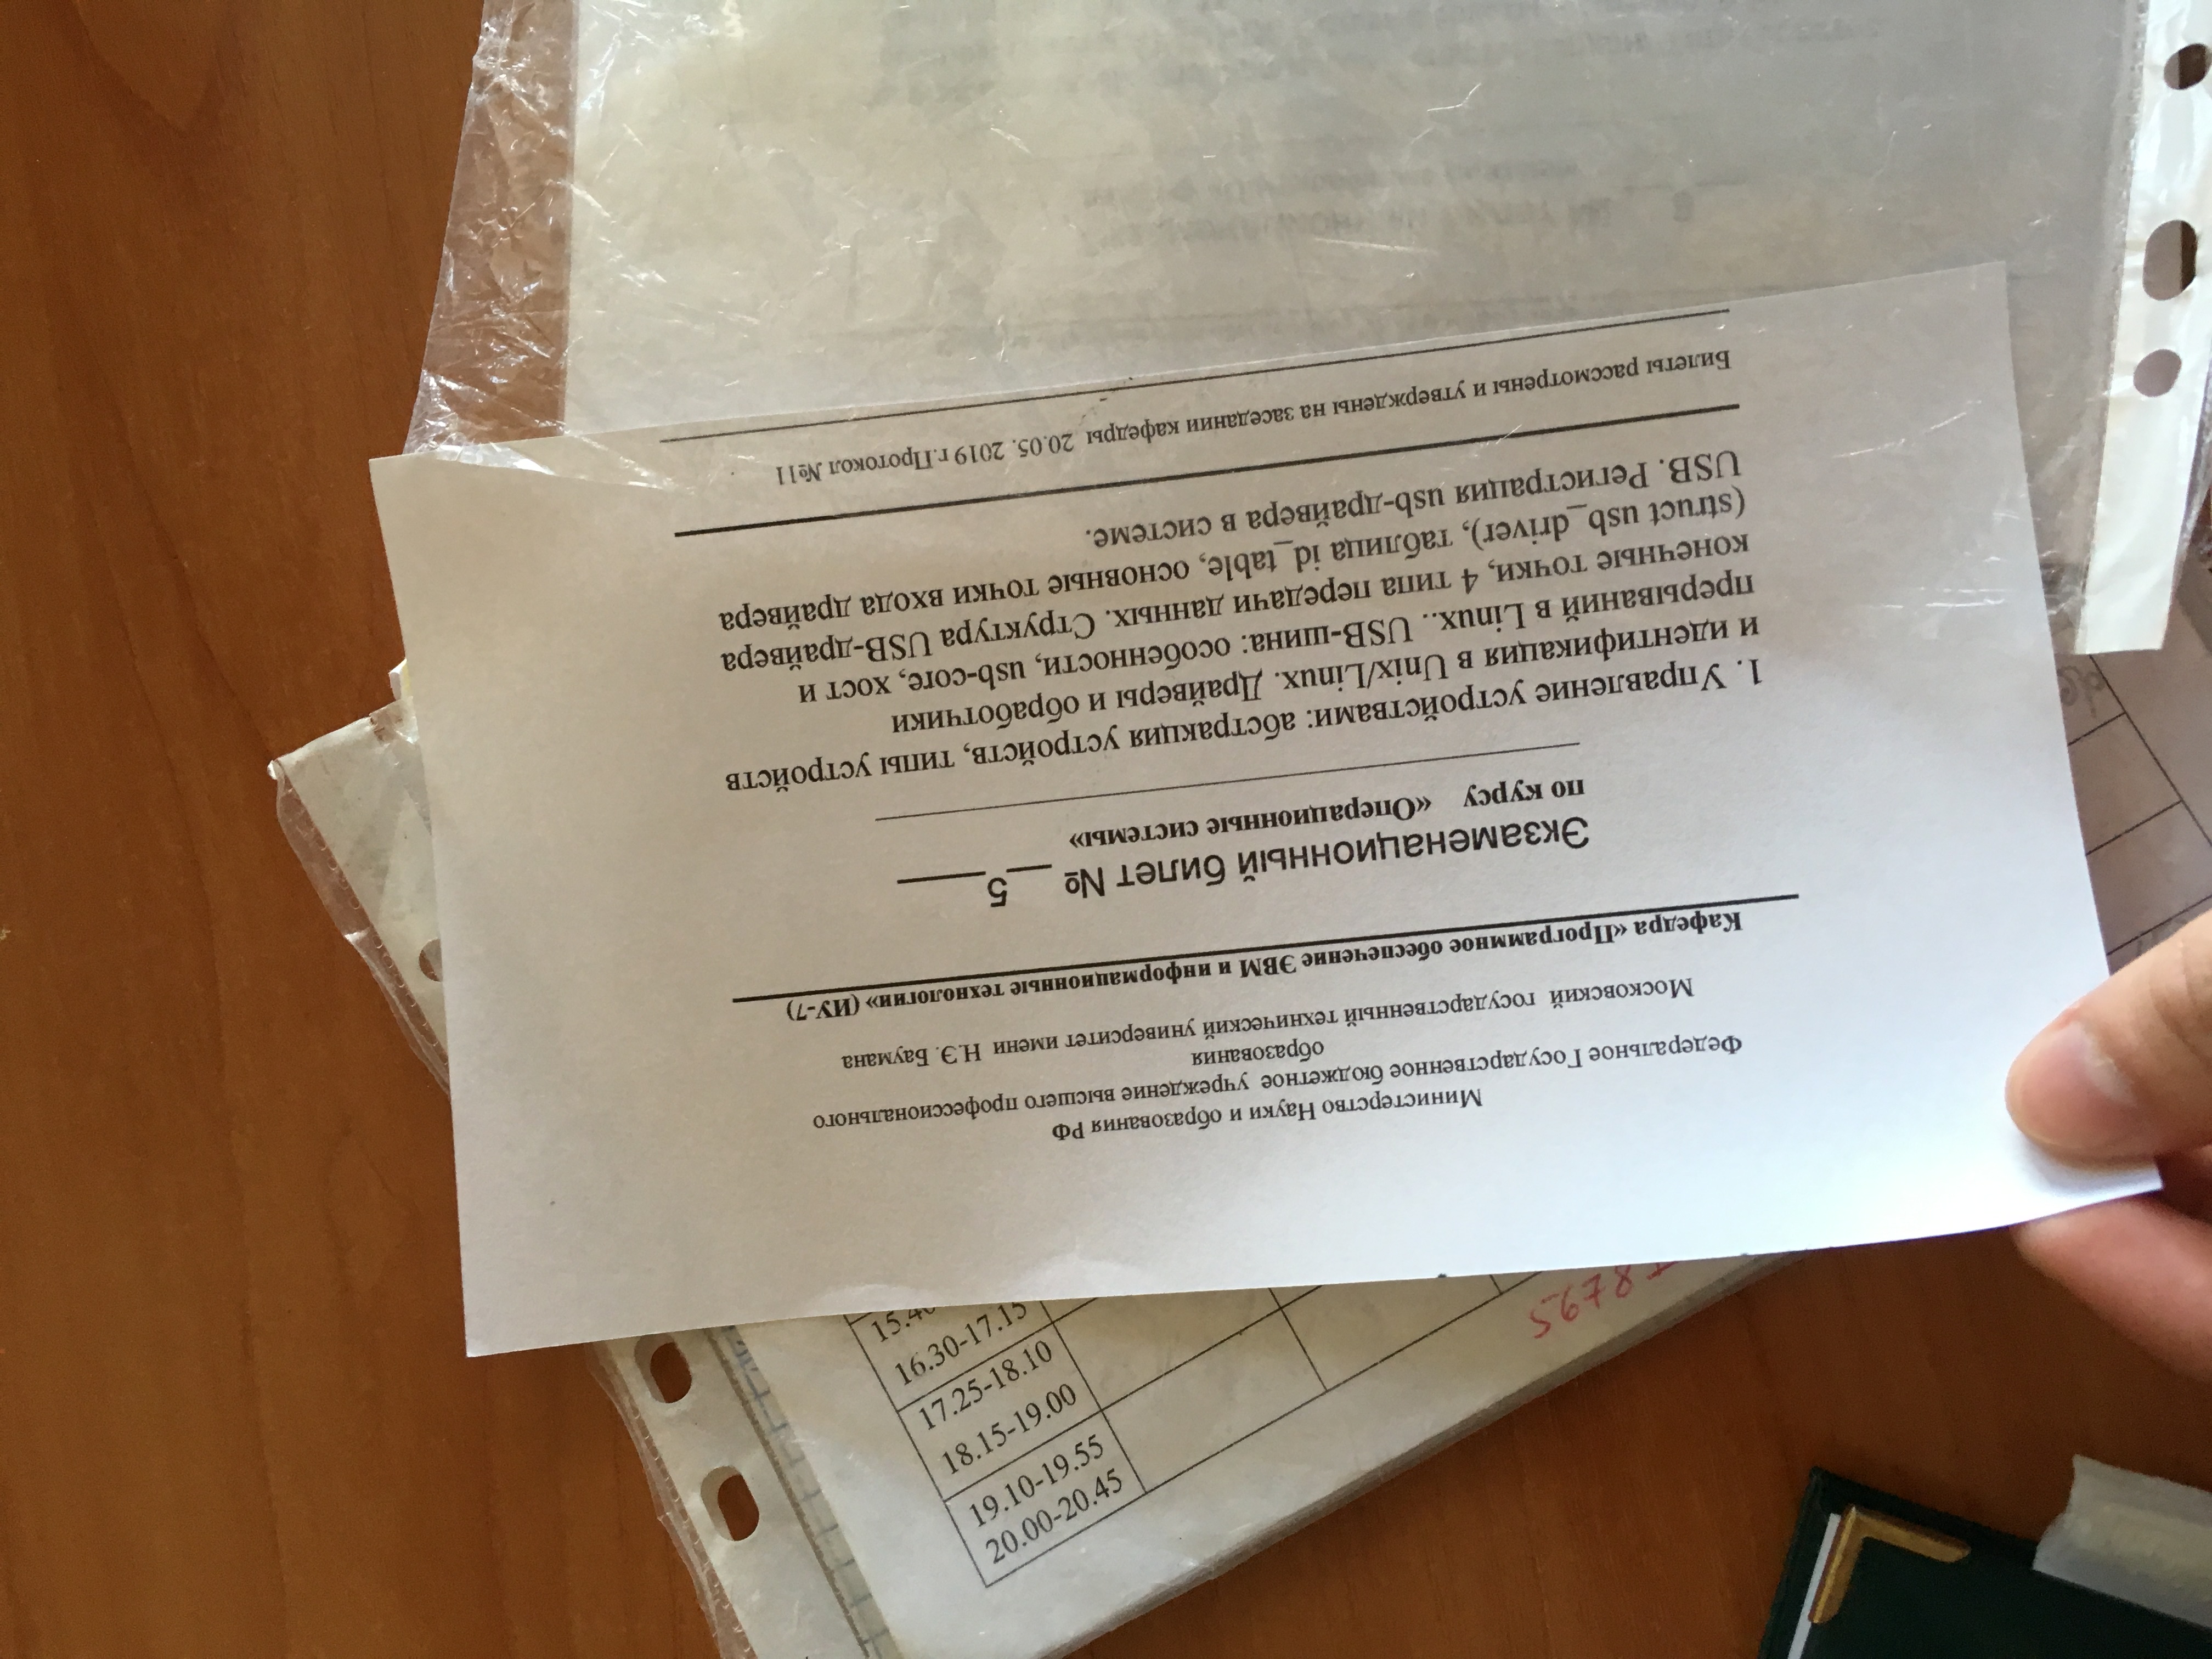 20.00-20.45
19.10-19.55
18.15-19.00
17.25-18.10
16.30-17.15
5678
Министерство Науки и образования РФ
Федеральное Государственное бюджетное учреждение высшего профессионального
образования
Московский государственный технический университет имени Н.Э. Баумана
Кафедра «Программное обеспечение ЭВМ и информационные технологии» (ИУ-7)
Экзаменационный билет № __5____
по курсу «Операционные системы»
1. Управление устройствами: абстракция устройств, типы устройств
и идентификация в Unix/Linux. Драйверы и обработчики
прерываний в Linux.. USB-шина: особенности, usb-core, хост и
конечные точки, 4 типа передачи данных. Структура USB-драйвера
(struct usb_driver), таблица id_table, основные точки входа драйвера
USB. Регистрация usb-драйвера в системе.
Билеты рассмотрены и утверждены на заседании кафедры 20.05. 2019 г.Протокол №11